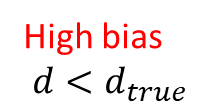 High bias
d < d_true